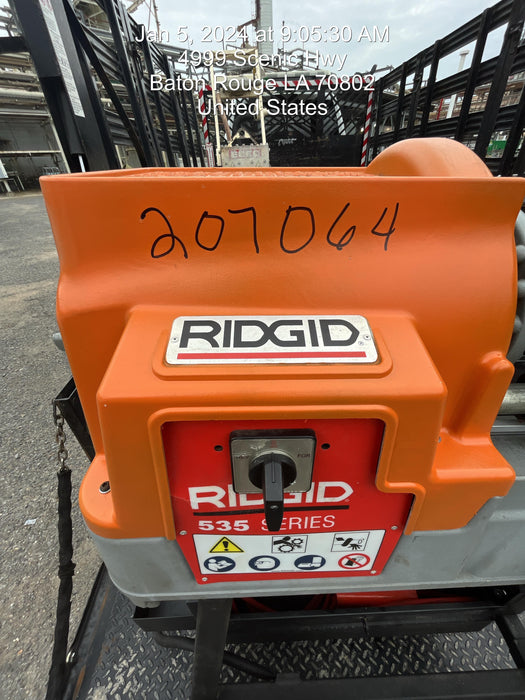 Jan 5, 2024 at 9:05:30 AM
4999 Scenic Hwy
Baton Rouge LA 70802
United States
207064
RIDGID
FOR
RIDGID
535 SERIES